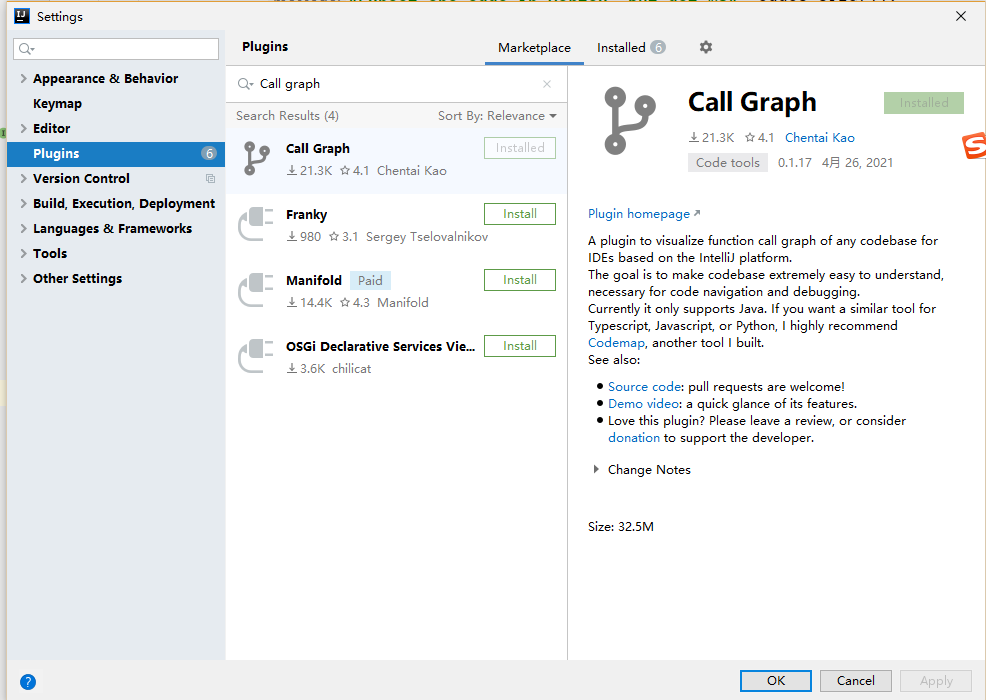 Settings
Appearance & Behavior
Keymap
Editor
Plugins 6
Version Control
Build, Execution, Deployment
Languages & Frameworks
Tools
Other Settings
Plugins
Marketplace
Installed 6
Call graph
Search Results (4)
Sort By: Relevance
Call Graph
Installed
21.3K 4.1 Chentai Kao
Franky
Install
980 3.1 Sergey Tselovalnikov
Manifold Paid
Install
14.4K 4.3 Manifold
OSGi Declarative Services Vie...
Install
3.6K chilicat
Call Graph
Installed
21.3K 4.1 Chentai Kao
Code tools 0.1.17 4月 26, 2021
Plugin homepage
A plugin to visualize function call graph of any codebase for
IDEs based on the IntelliJ platform.
The goal is to make codebase extremely easy to understand,
necessary for code navigation and debugging.
Currently it only supports Java. If you want a similar tool for
Typescript, Javascript, or Python, I highly recommend
Codemap, another tool I built.
See also:
Source code: pull requests are welcome!
Demo video: a quick glance of its features.
Love this plugin? Please leave a review, or consider
donation to support the developer.
Change Notes
Size: 32.5M
?
OK
Cancel
Apply